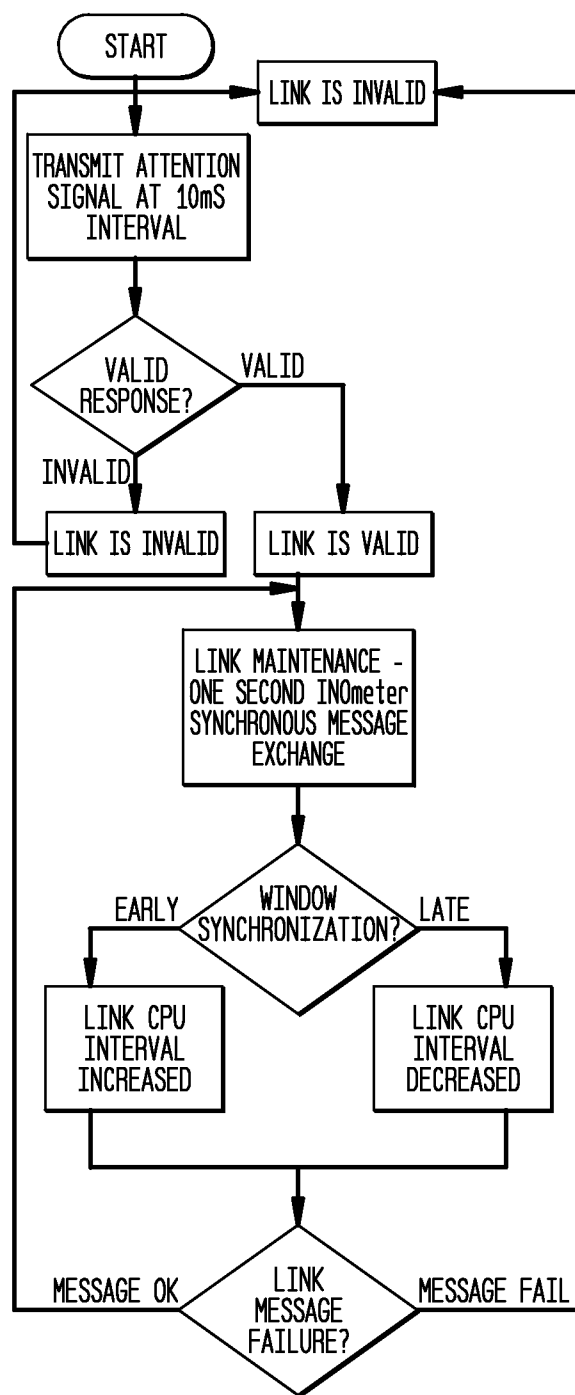 START
LINK IS INVALID
TRANSMIT ATTENTION
SIGNAL AT 10mS
INTERVAL
VALID
RESPONSE?
VALID
INVALID
LINK IS INVALID
LINK IS VALID
LINK MAINTENANCE -
ONE SECOND INOmeter
SYNCHRONOUS MESSAGE
EXCHANGE
WINDOW
SYNCHRONIZATION?
EARLY
LATE
LINK CPU
INTERVAL
INCREASED
LINK CPU
INTERVAL
DECREASED
MESSAGE OK
LINK
MESSAGE
FAILURE?
MESSAGE FAIL